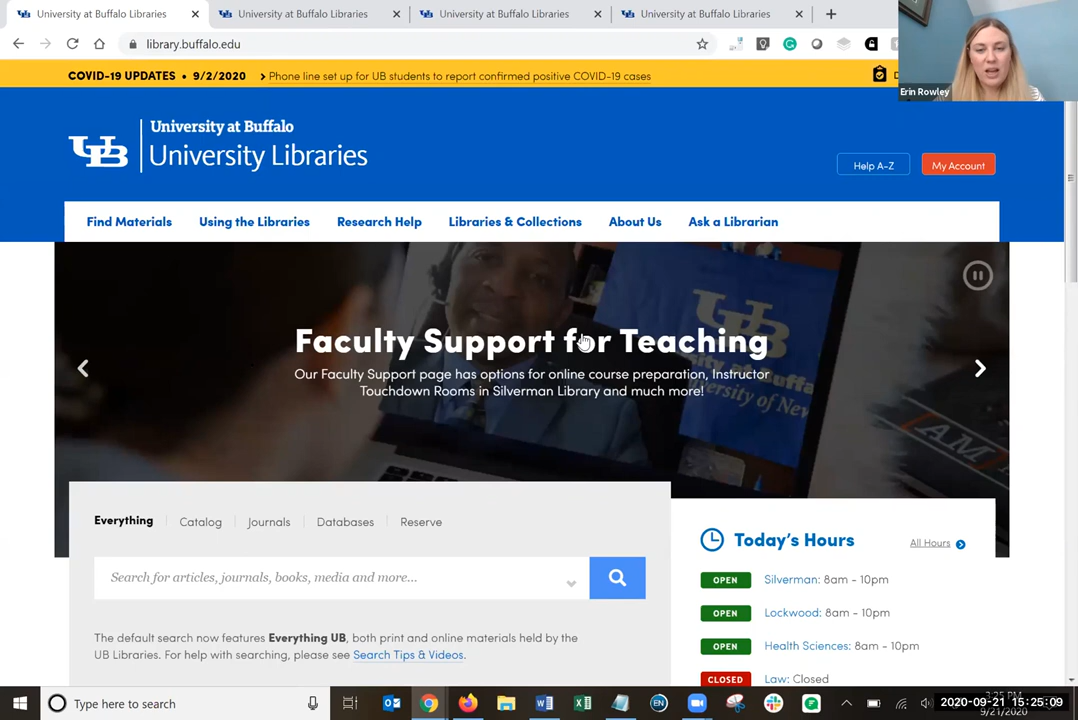 University at Buffalo Libraries
University at Buffalo Libraries
University at Buffalo Libraries
University at Buffalo Libraries
library.buffalo.edu
COVID-19 UPDATES • 9/2/2020
Phone line set up for UB students to report confirmed positive COVID-19 cases
Erin Rowley
UB
University at Buffalo
University Libraries
Help A-Z
My Account
Find Materials
Using the Libraries
Research Help
Libraries & Collections
About Us
Ask a Librarian
Faculty Support for Teaching
Our Faculty Support page has options for online course preparation, Instructor
Touchdown Rooms in Silverman Library and much more!
Everything
Catalog
Journals
Databases
Reserve
Search for articles, journals, books, media and more...
The default search now features Everything UB, both print and online materials held by the
UB Libraries. For help with searching, please see Search Tips & Videos.
Today's Hours
All Hours
OPEN Silverman: 8am - 10pm
OPEN Lockwood: 8am - 10pm
OPEN Health Sciences: 8am - 10pm
CLOSED Law: Closed
Type here to search
2020-09-21 15:25:09